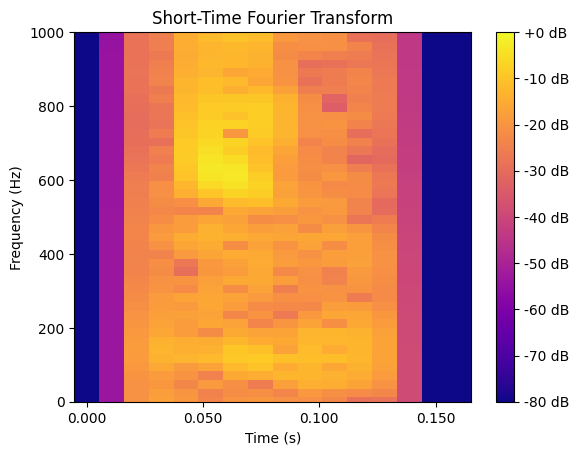 Short-Time Fourier Transform
1000
800
600
400
200
0
Frequency (Hz)
0.000
0.050
0.100
0.150
Time (s)
+0 dB
-10 dB
-20 dB
-30 dB
-40 dB
-50 dB
-60 dB
-70 dB
-80 dB